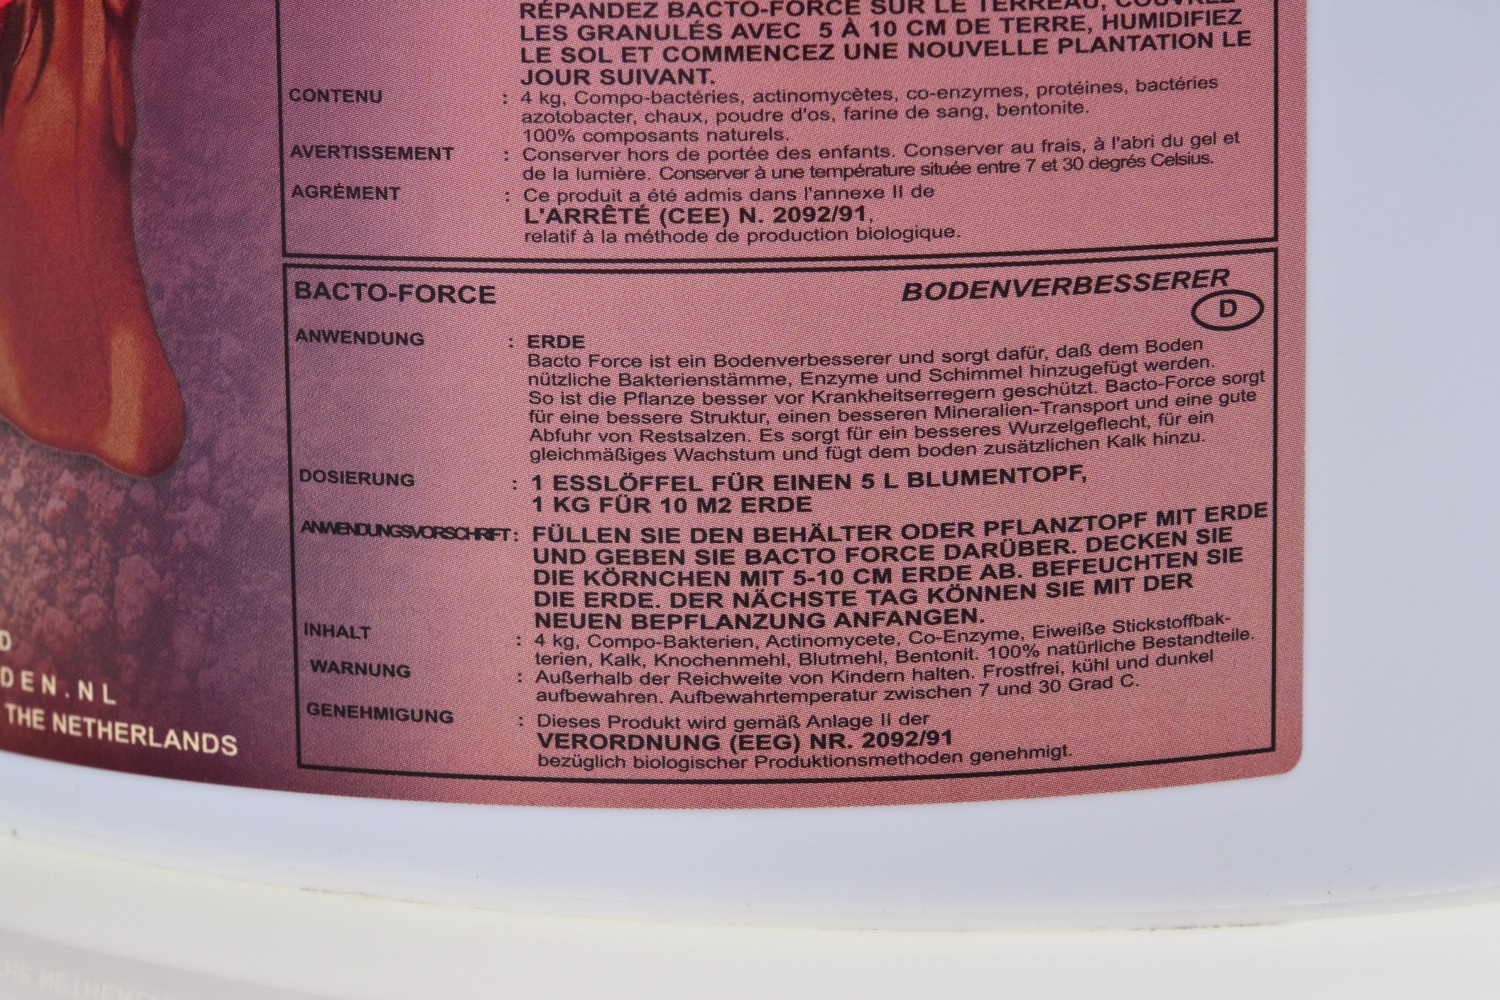 RÉPANDEZ BACTO-FORCE SUR LE TERREAU, COUVREZ
LES GRANULÉS AVEC 5 À 10 CM DE TERRE, HUMIDIFIEZ
LE SOL ET COMMENCEZ UNE NOUVELLE PLANTATION LE
JOUR SUIVANT.
CONTENU : 4 kg, Compo-bactéries, actinomycètes, co-enzymes, protéines, bactéries
azotobacter, chaux, poudre d'os, farine de sang, bentonite.
100% composants naturels.
AVERTISSEMENT : Conserver hors de portée des enfants. Conserver au frais, à l'abri du gel et
de la lumière. Conserver à une température située entre 7 et 30 degrés Celsius.
AGRÉMENT : Ce produit a été admis dans l'annexe II de
L'ARRÊTÉ (CEE) N. 2092/91,
relatif à la méthode de production biologique.
BACTO-FORCE BODENVERBESSERER
D
ANWENDUNG : ERDE
Bacto Force ist ein Bodenverbesserer und sorgt dafür, daß dem Boden
nützliche Bakterienstämme, Enzyme und Schimmel hinzugefügt werden.
So ist die Pflanze besser vor Krankheitserregern geschützt. Bacto-Force sorgt
für eine bessere Struktur, einen besseren Mineralien-Transport und eine gute
Abfuhr von Restsalzen. Es sorgt für ein besseres Wurzelgeflecht, für ein
gleichmäßiges Wachstum und fügt dem boden zusätzlichen Kalk hinzu.
DOSIERUNG : 1 ESSLÖFFEL FÜR EINEN 5 L BLUMENTOPF,
1 KG FÜR 10 M2 ERDE
ANWENDUNGSVORSCHRIFT : FÜLLEN SIE DEN BEHÄLTER ODER PFLANZTOPF MIT ERDE
UND GEBEN SIE BACTO FORCE DARÜBER. DECKEN SIE
DIE KÖRNCHEN MIT 5-10 CM ERDE AB. BEFEUCHTEN SIE
DIE ERDE. DER NÄCHSTE TAG KÖNNEN SIE MIT DER
NEUEN BEPFLANZUNG ANFANGEN.
INHALT : 4 kg, Compo-Bakterien, Actinomycete, Co-Enzyme, Eiweiße Stickstoffbak-
terien, Kalk, Knochenmehl, Blutmehl, Bentonit. 100% natürliche Bestandteile.
WARNUNG : Außerhalb de Reichweite von Kindern halten. Frostfrei, kühl und dunkel
aufbewahren. Aufbewahrtemperatur zwischen 7 und 30 Grad C.
GENEHMIGUNG : Dieses Produkt wird gemäß Anlage II der
VERORDNUNG (EEG) NR. 2092/91
bezüglich biologischer Produktionsmethoden genehmigt.
D
DEN.NL
THE NETHERLANDS